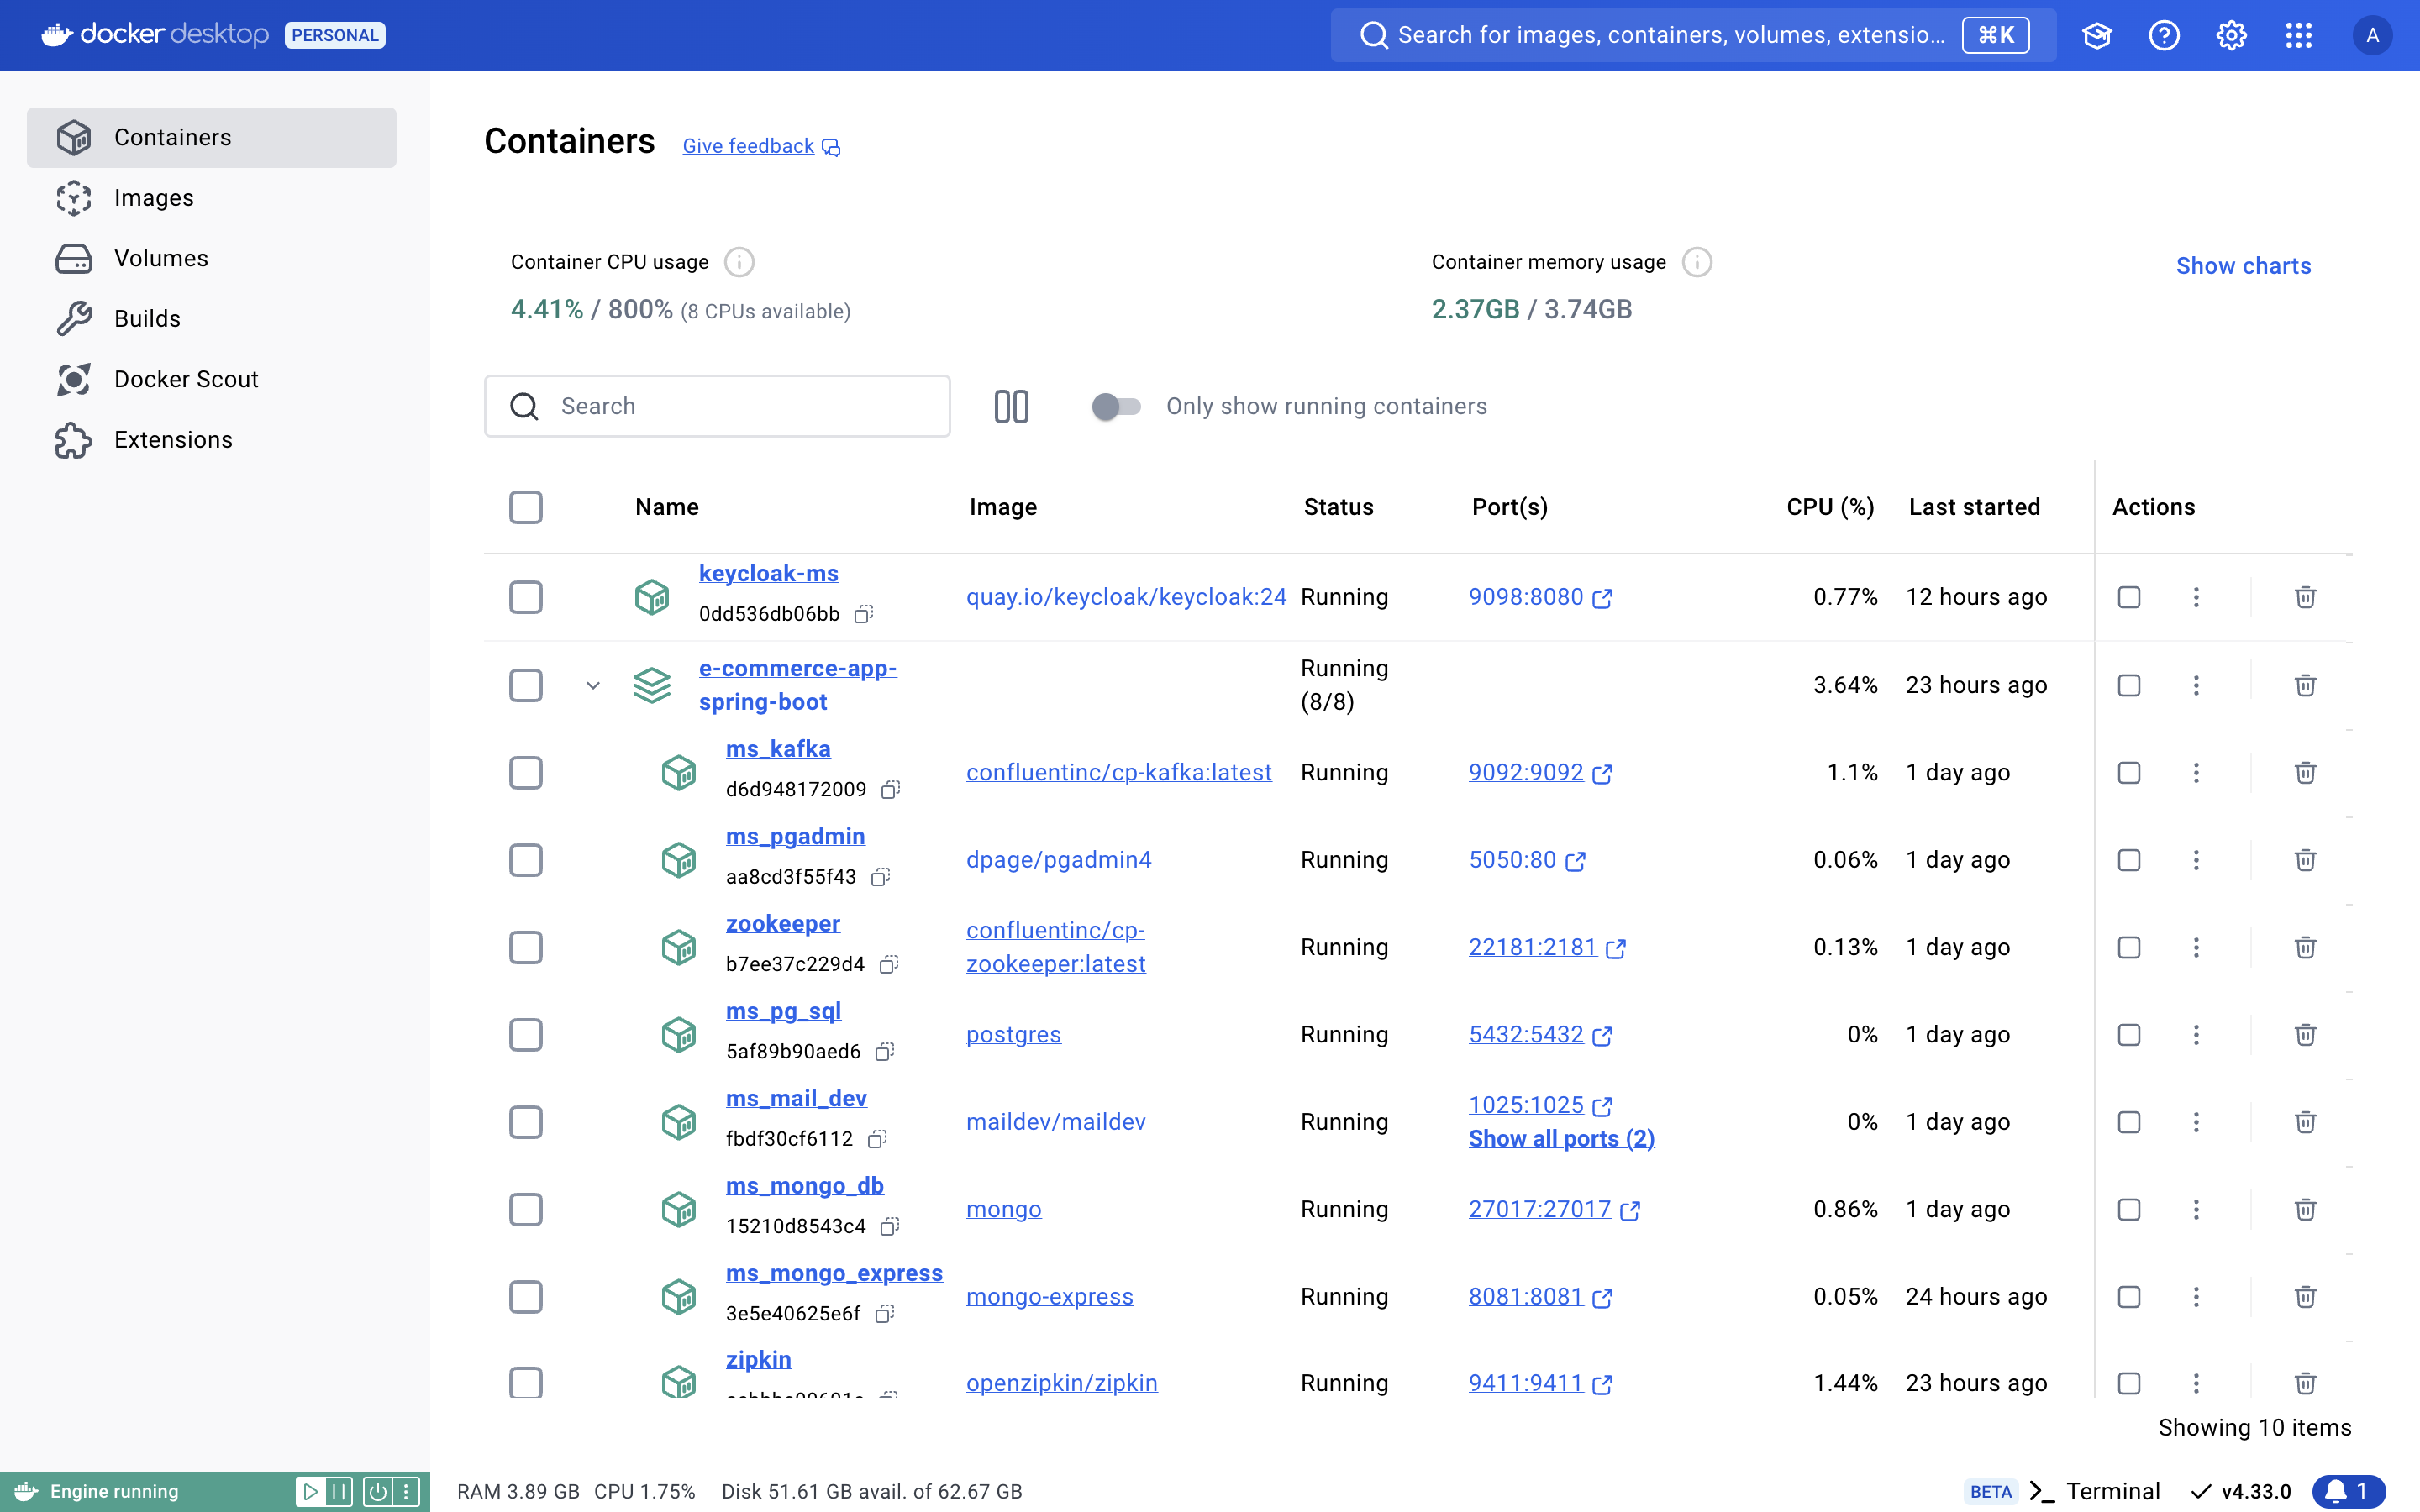 docker desktop PERSONAL
Search for images, containers, volumes, extensio... ⌘K
A
Containers
Images
Volumes
Builds
Docker Scout
Extensions
Containers Give feedback
Container CPU usage
4.41% / 800% (8 CPUs available)
Container memory usage
2.37GB / 3.74GB
Show charts
Search
Only show running containers
Name Image Status Port(s) CPU (%) Last started Actions
keycloak-ms
0dd536db06bb
quay.io/keycloak/keycloak:24 Running 9098:8080 0.77% 12 hours ago
e-commerce-app-
spring-boot
Running
(8/8)
3.64% 23 hours ago
ms_kafka
d6d948172009
confluentinc/cp-kafka:latest Running 9092:9092 1.1% 1 day ago
ms_pgadmin
aa8cd3f55f43
dpage/pgadmin4 Running 5050:80 0.06% 1 day ago
zookeeper
b7ee37c229d4
confluentinc/cp-
zookeeper:latest
Running 22181:2181 0.13% 1 day ago
ms_pg_sql
5af89b90aed6
postgres Running 5432:5432 0% 1 day ago
ms_mail_dev
fbdf30cf6112
maildev/maildev Running
1025:1025
Show all ports (2)
0% 1 day ago
ms_mongo_db
15210d8543c4
mongo Running 27017:27017 0.86% 1 day ago
ms_mongo_express
3e5e40625e6f
mongo-express Running 8081:8081 0.05% 24 hours ago
zipkin
openzipkin/zipkin Running 9411:9411 1.44% 23 hours ago
Showing 10 items
Engine running
RAM 3.89 GB CPU 1.75% Disk 51.61 GB avail. of 62.67 GB
BETA Terminal v4.33.0 1